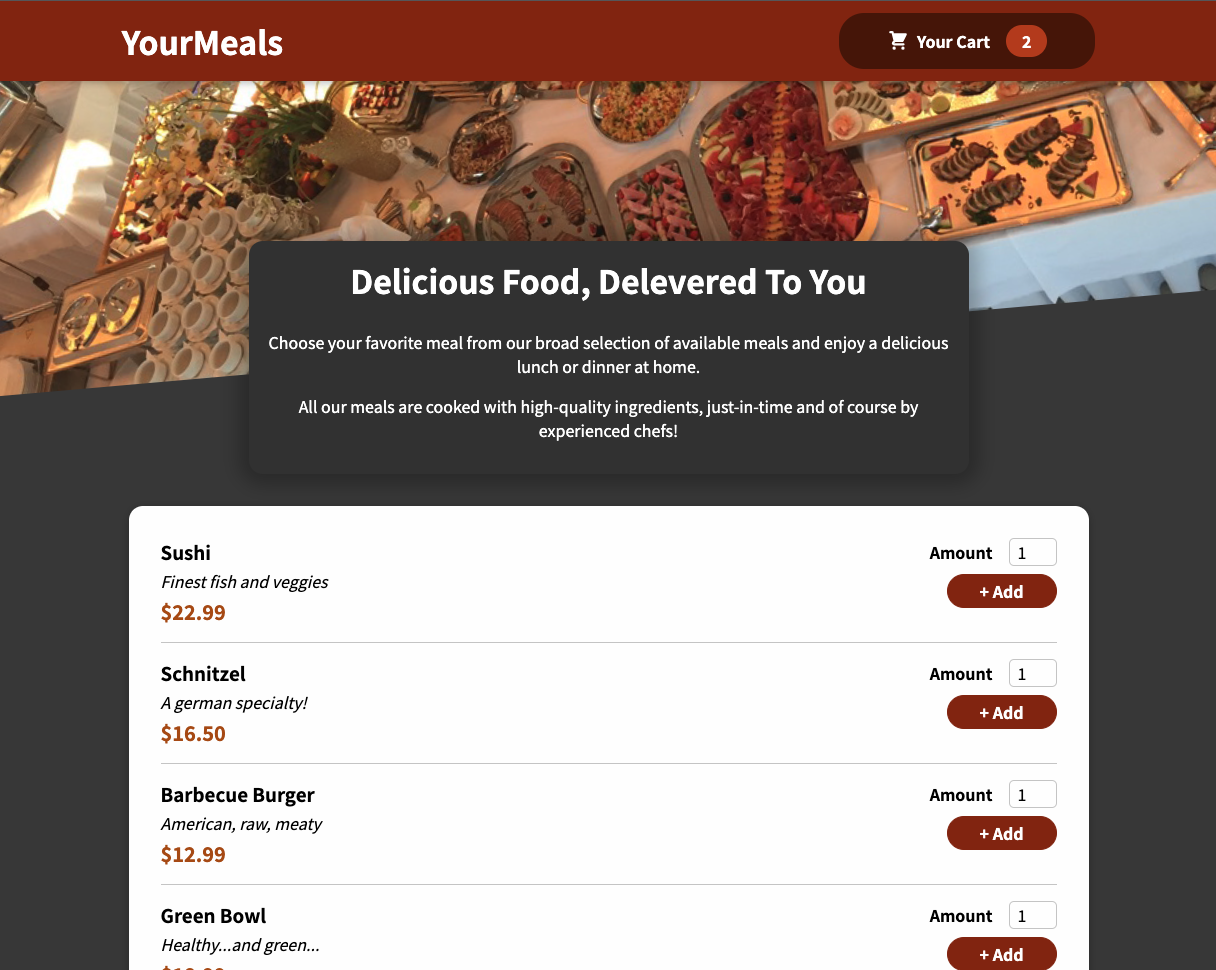 YourMeals
Your Cart 2
Delicious Food, Delevered To You
Choose your favorite meal from our broad selection of available meals and enjoy a delicious
lunch or dinner at home.
All our meals are cooked with high-quality ingredients, just-in-time and of course by
experienced chefs!
Sushi
Amount 1
Finest fish and veggies
+ Add
$22.99
Schnitzel
Amount 1
A german specialty!
+ Add
$16.50
Barbecue Burger
Amount 1
American, raw, meaty
+ Add
$12.99
Green Bowl
Amount 1
Healthy...and green...
+ Add